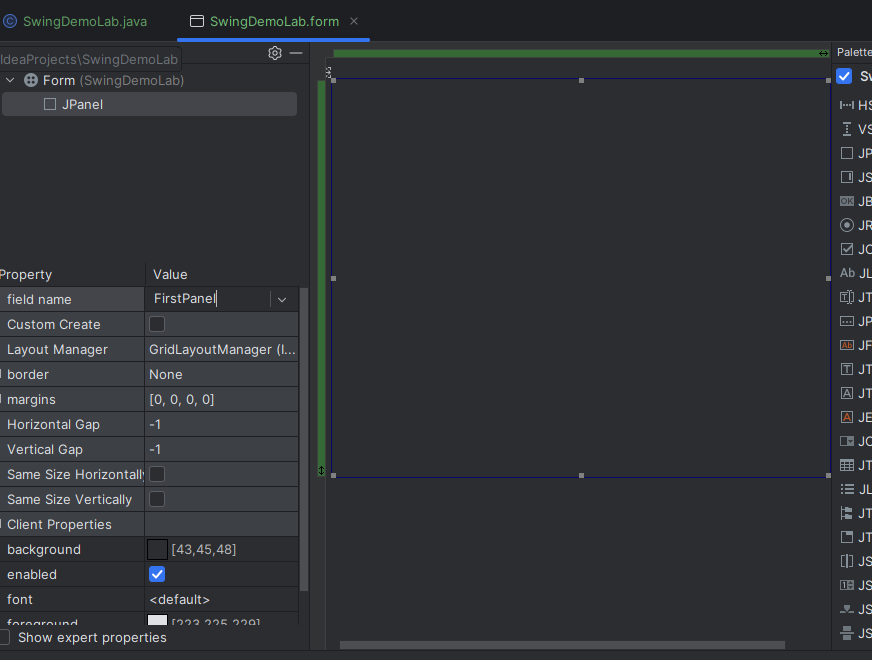 SwingDemoLab.java
SwingDemoLab.form
IdeaProjects\SwingDemoLab
Form (SwingDemoLab)
JPanel
Property Value
field name FirstPanel
Custom Create
Layout Manager GridLayoutManager (I...
border None
margins [0, 0, 0, 0]
Horizontal Gap -1
Vertical Gap -1
Same Size Horizontally
Same Size Vertically
Client Properties
background [43,45,48]
enabled
font <default>
foreground [223,225,229]
Show expert properties
Palette
Sw
HS
VS
JP
JS
JB
JR
JC
JL
JT
JP
JF
JT
JT
JE
JC
JT
JL
JT
JT
JS
JS
JS
JS